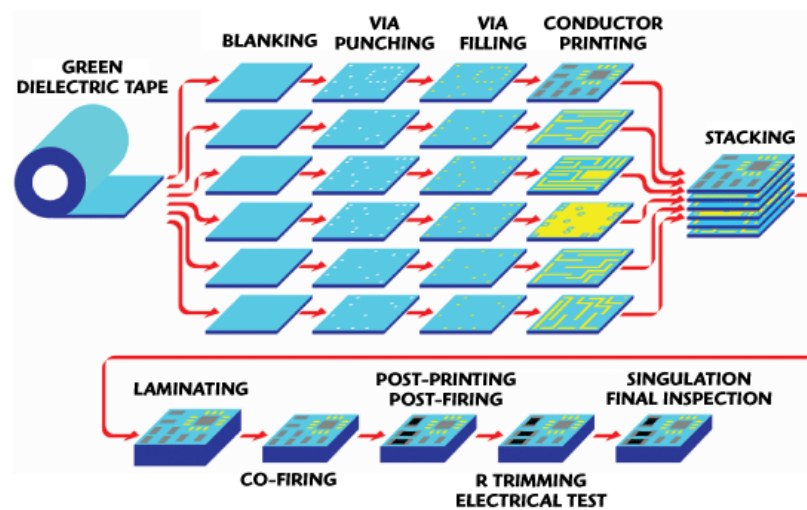 GREEN
DIELECTRIC TAPE
BLANKING
VIA
PUNCHING
VIA
FILLING
CONDUCTOR
PRINTING
STACKING
LAMINATING
CO-FIRING
POST-PRINTING
POST-FIRING
R TRIMMING
ELECTRICAL TEST
SINGULATION
FINAL INSPECTION